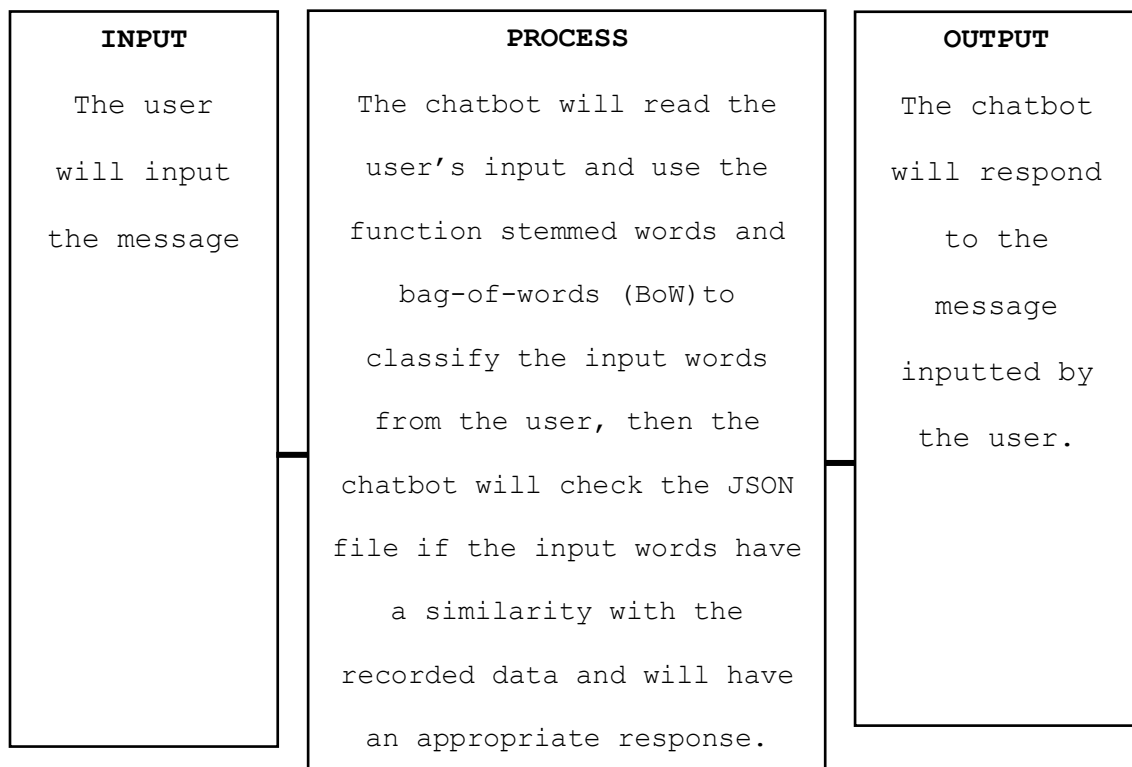 INPUT
The user
will input
the message
PROCESS
The chatbot will read the
user’s input and use the
function stemmed words and
bag-of-words (BoW)to
classify the input words
from the user, then the
chatbot will check the JSON
file if the input words have
a similarity with the
recorded data and will have
an appropriate response.
OUTPUT
The chatbot
will respond
to the
message
inputted by
the user.